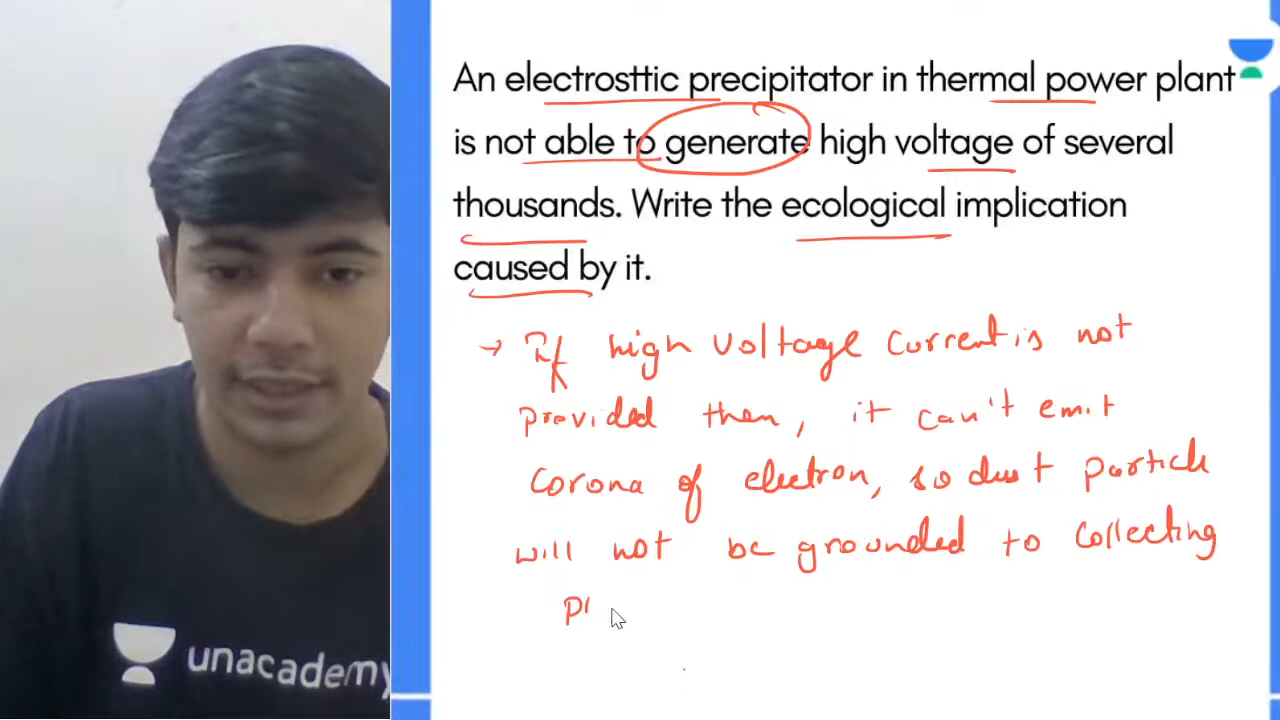 An electrosttic precipitator in thermal power plant
is not able to generate high voltage of several
thousands. Write the ecological implication
caused by it.
→ If high voltage current is not
provided then, it can't emit
corona of electron, so dust particle
will not be grounded to collecting
pl
unacademy